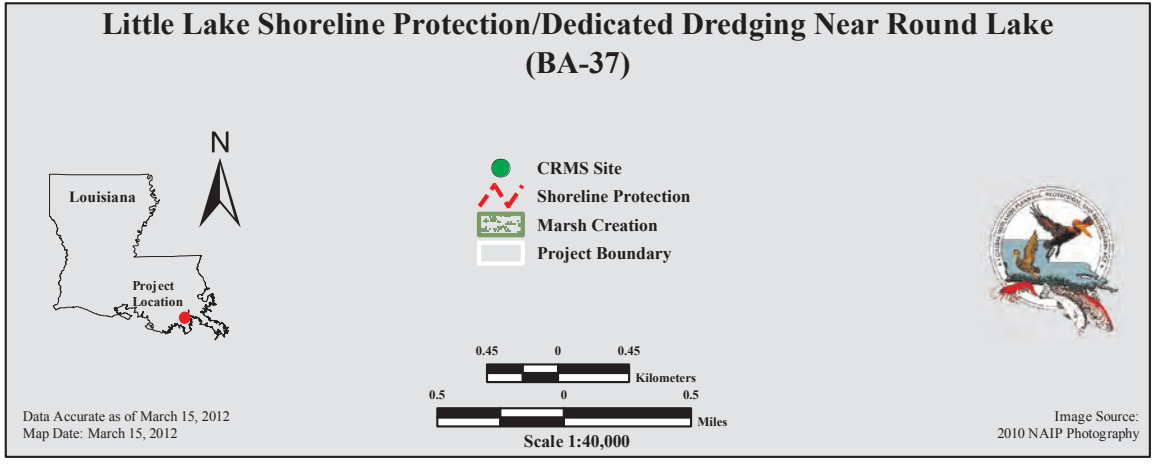 Little Lake Shoreline Protection/Dedicated Dredging Near Round Lake
(BA-37)
N
Louisiana
Project
Location
CRMS Site
Shoreline Protection
Marsh Creation
Project Boundary
0.45 0 0.45
Kilometers
0.5 0 0.5
Miles
Scale 1:40,000
Data Accurate as of March 15, 2012
Map Date: March 15, 2012
Image Source:
2010 NAIP Photography